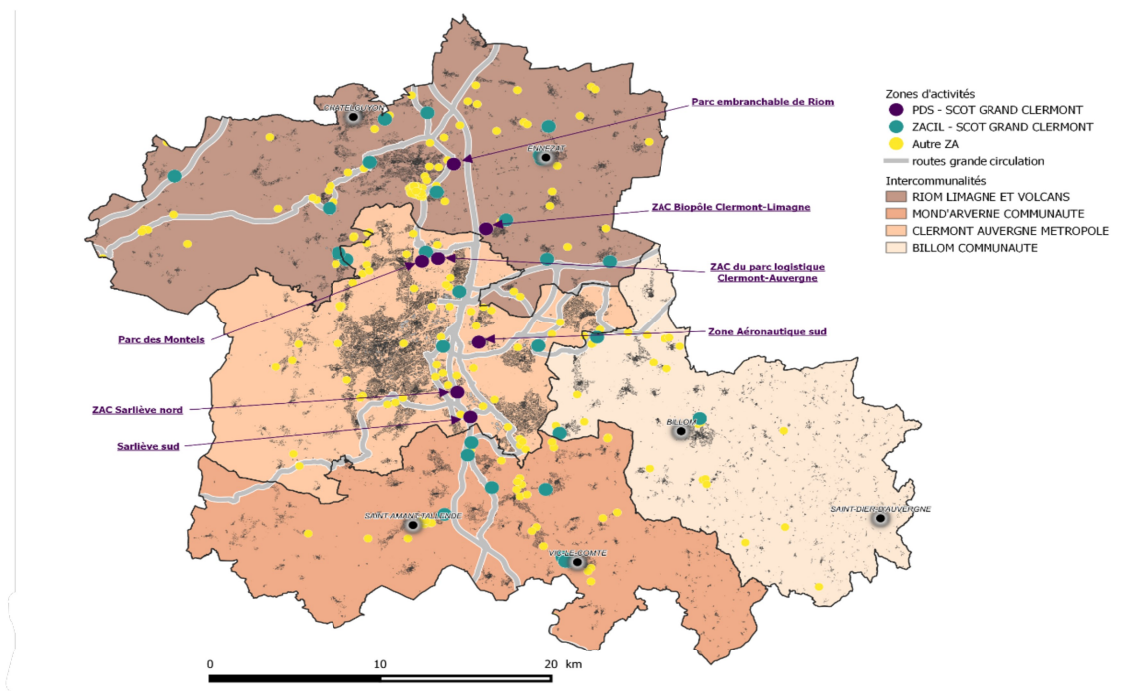 Parc embranchable de Riom
CHATELGUYON
ENNEZAT
ZAC Biopôle Clermont-Limagne
ZAC du parc logistique
Clermont-Auvergne
Parc des Montels
Zone Aéronautique sud
ZAC Sarliève nord
Sarliève sud
BILLOM
SAINT-AMANT-TALLENDE
SAINT-DIER-D'AUVERGNE
VIC-LE-COMTE
Zones d'activités
PDS - SCOT GRAND CLERMONT
ZACIL - SCOT GRAND CLERMONT
Autre ZA
routes grande circulation
Intercommunalités
RIOM LIMAGNE ET VOLCANS
MOND'ARVERNE COMMUNAUTE
CLERMONT AUVERGNE METROPOLE
BILLOM COMMUNAUTE
0 10 20 km